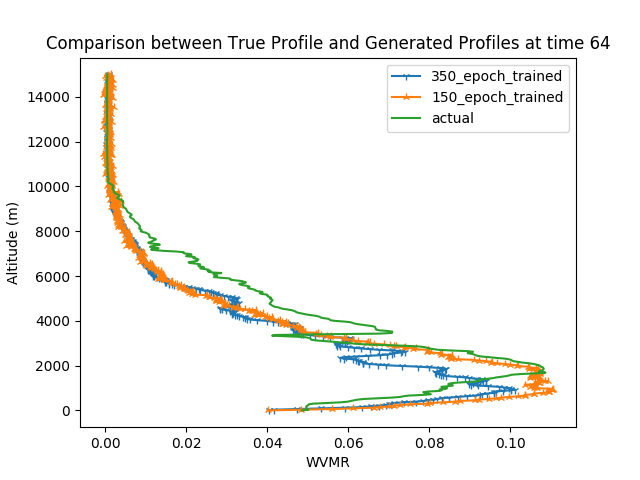 Comparison between True Profile and Generated Profiles at time 64
350_epoch_trained
150_epoch_trained
actual
Altitude (m)
14000
12000
10000
8000
6000
4000
2000
0
0.00 0.02 0.04 0.06 0.08 0.10
WVMR